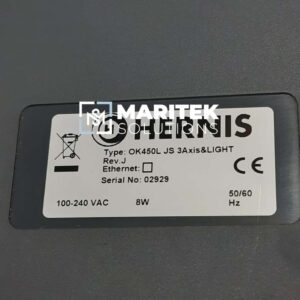 MARITEK
SOLUTIONS
HERNIS
Type: OK450L JS 3Axis&LIGHT
Rev.J
Ethernet:
Serial No: 02929
CE
100-240 VAC 8W 50/60 Hz